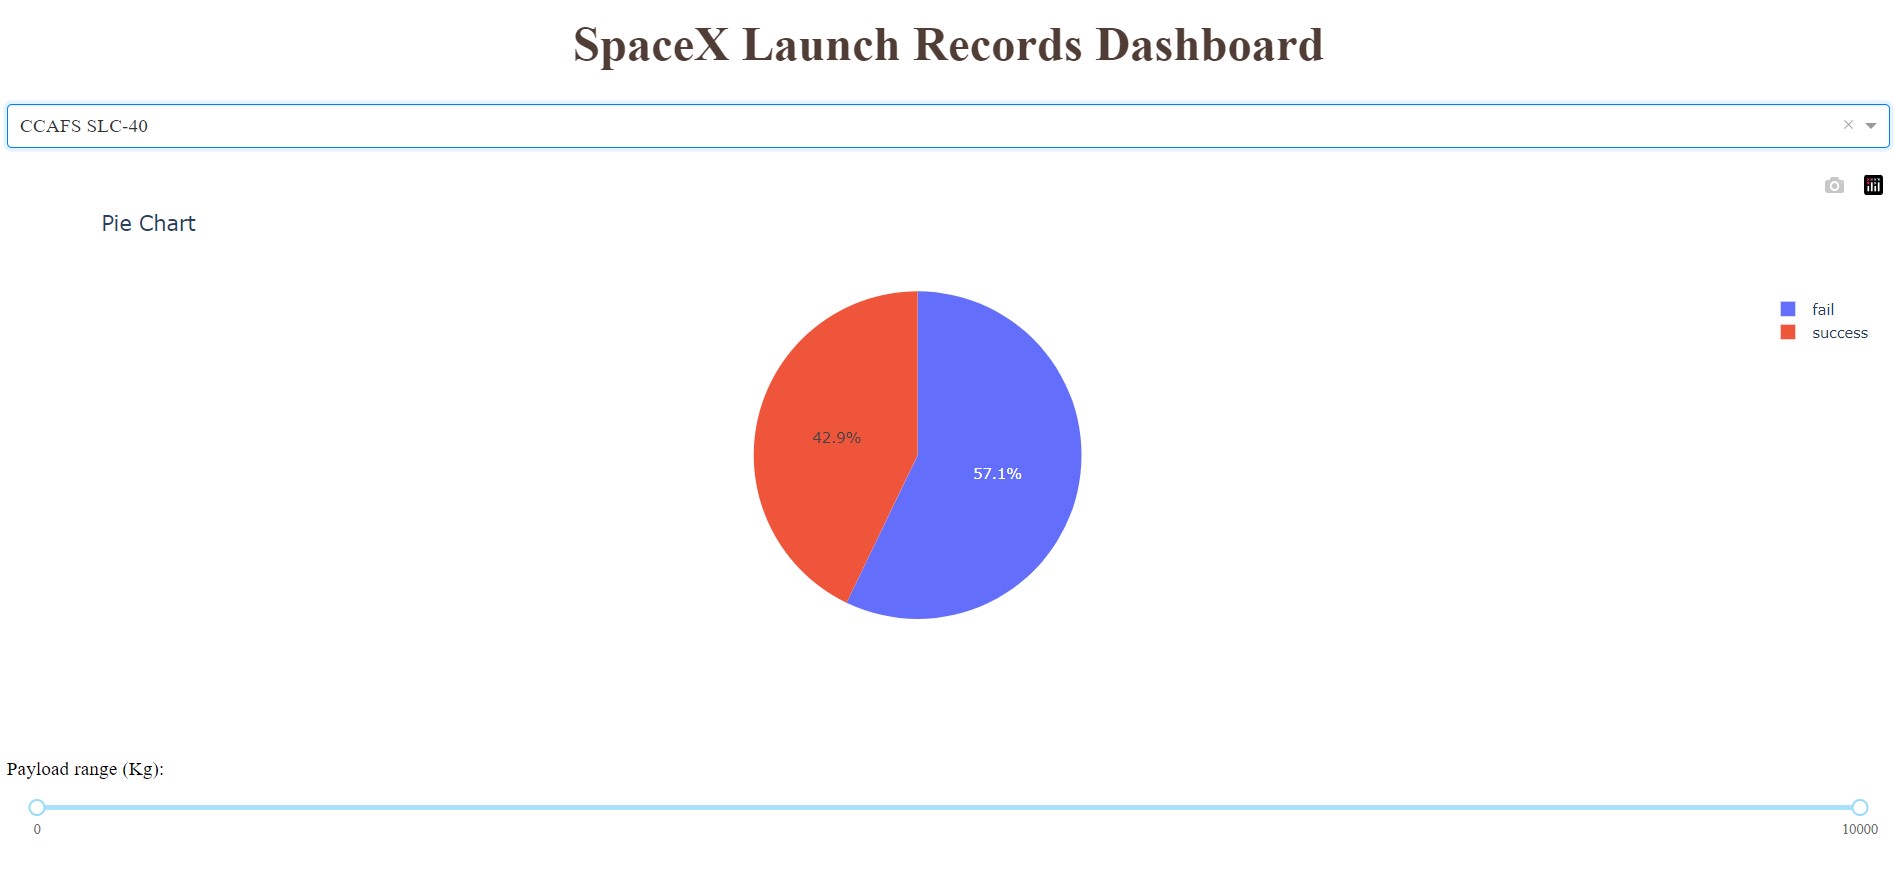 SpaceX Launch Records Dashboard
CCAFS SLC-40
×
Pie Chart
fail
success
42.9%
57.1%
Payload range (Kg):
0 10000